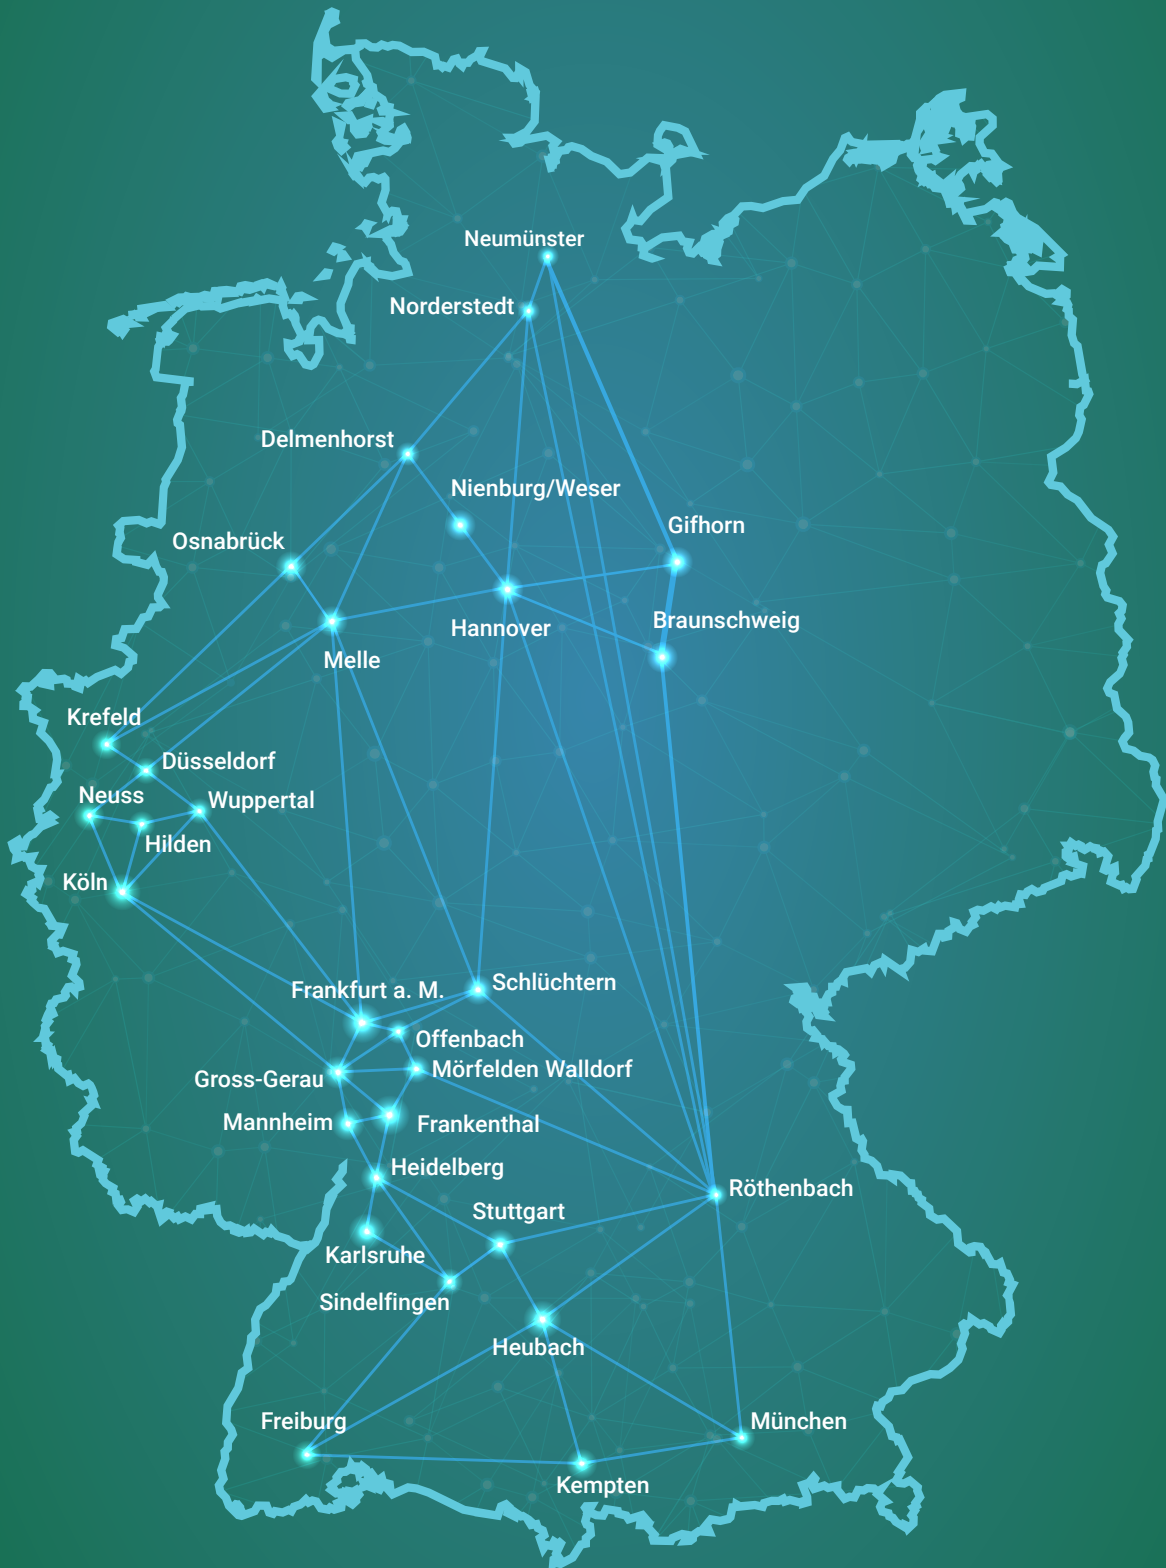 Neumünster
Norderstedt
Delmenhorst
Nienburg/Weser
Gifhorn
Osnabrück
Braunschweig
Hannover
Melle
Krefeld
Düsseldorf
Neuss
Wuppertal
Hilden
Köln
Schlüchtern
Frankfurt a. M.
Offenbach
Mörfelden Walldorf
Gross-Gerau
Mannheim
Frankenthal
Heidelberg
Röthenbach
Stuttgart
Karlsruhe
Sindelfingen
Heubach
Freiburg
München
Kempten